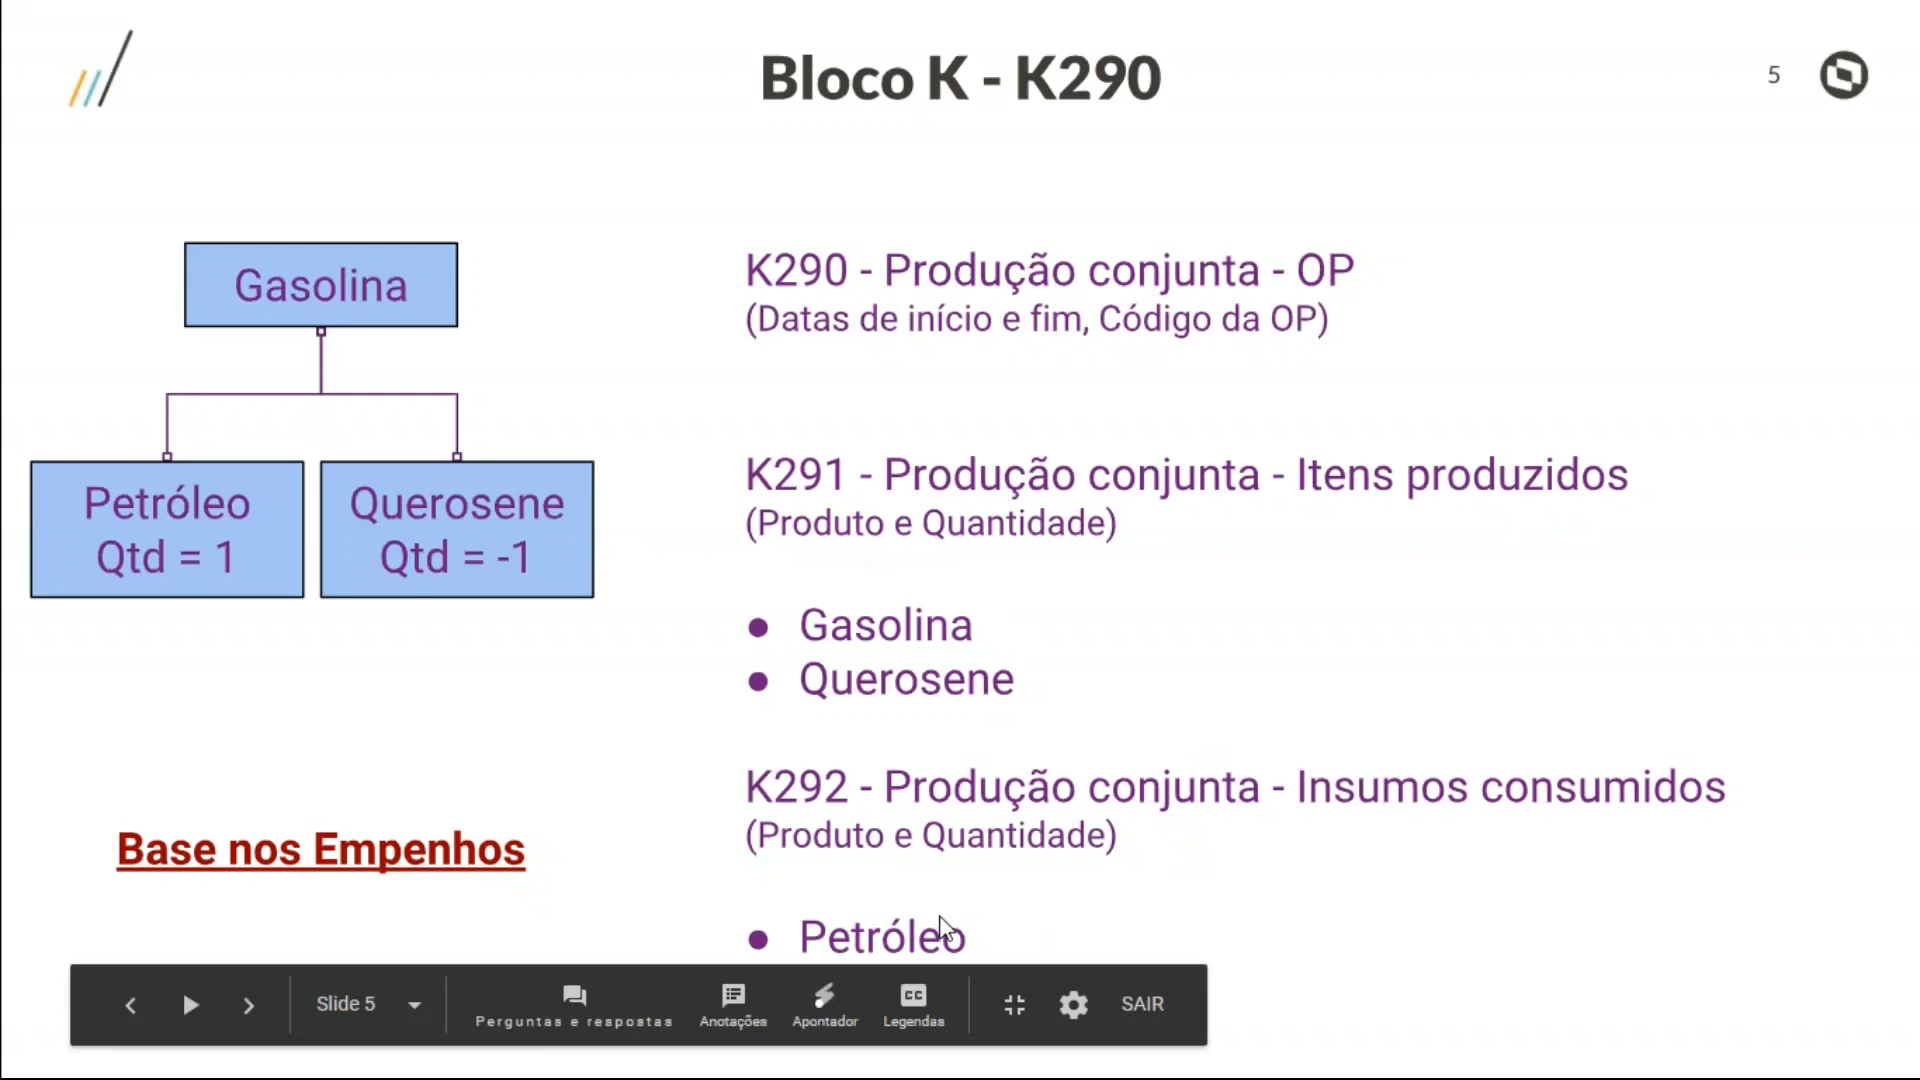 Bloco K - K290
5
Gasolina
Petróleo
Qtd = 1
Querosene
Qtd = -1
Base nos Empenhos
K290 - Produção conjunta - OP
(Datas de início e fim, Código da OP)
K291 - Produção conjunta - Itens produzidos
(Produto e Quantidade)
● Gasolina
● Querosene
K292 - Produção conjunta - Insumos consumidos
(Produto e Quantidade)
● Petróleo
Slide 5
Perguntas e respostas
Anotações
Apontador
CC
Legendas
SAIR